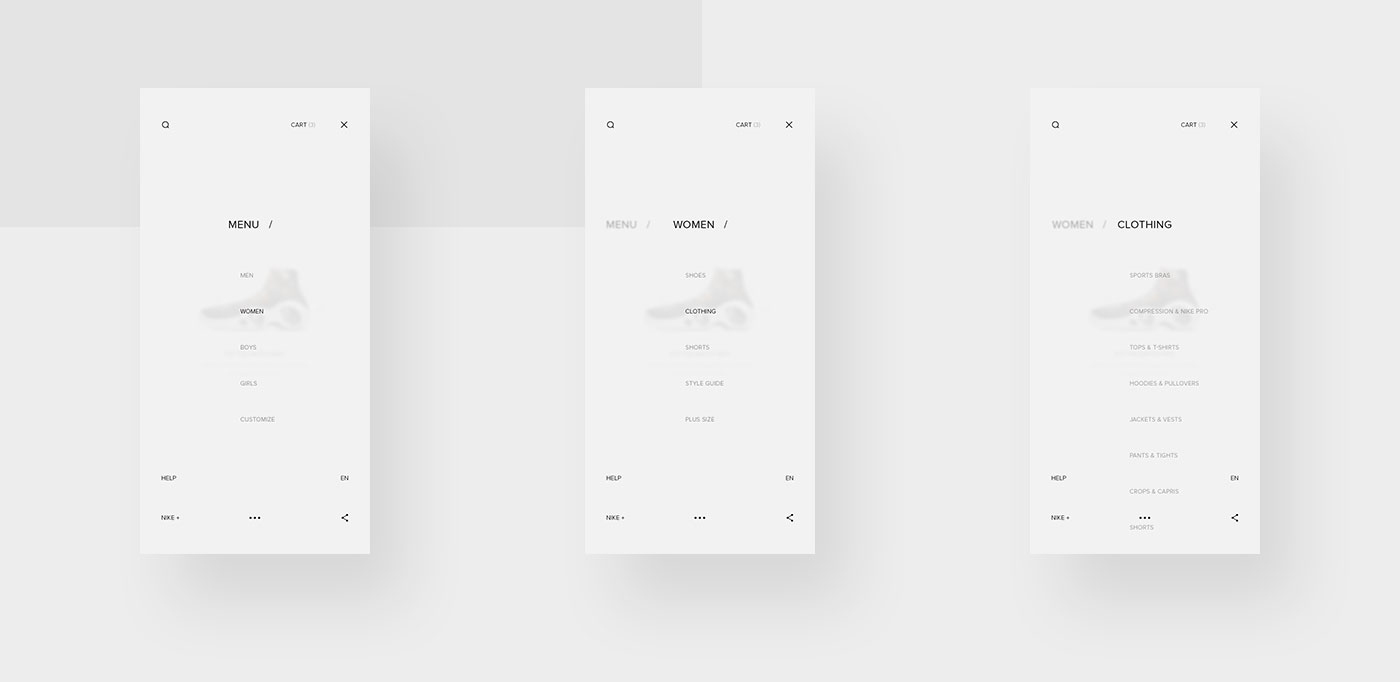 CART (3)
MENU /
MEN
WOMEN
BOYS
GIRLS
CUSTOMIZE
HELP
EN
NIKE +
CART (3)
MENU / WOMEN /
SHOES
CLOTHING
SHORTS
STYLE GUIDE
PLUS SIZE
HELP
EN
NIKE +
CART (3)
WOMEN / CLOTHING
SPORTS BRAS
COMPRESSION & NIKE PRO
TOPS & T-SHIRTS
HOODIES & PULLOVERS
JACKETS & VESTS
PANTS & TIGHTS
HELP
EN
CROPS & CAPRIS
NIKE +
SHORTS